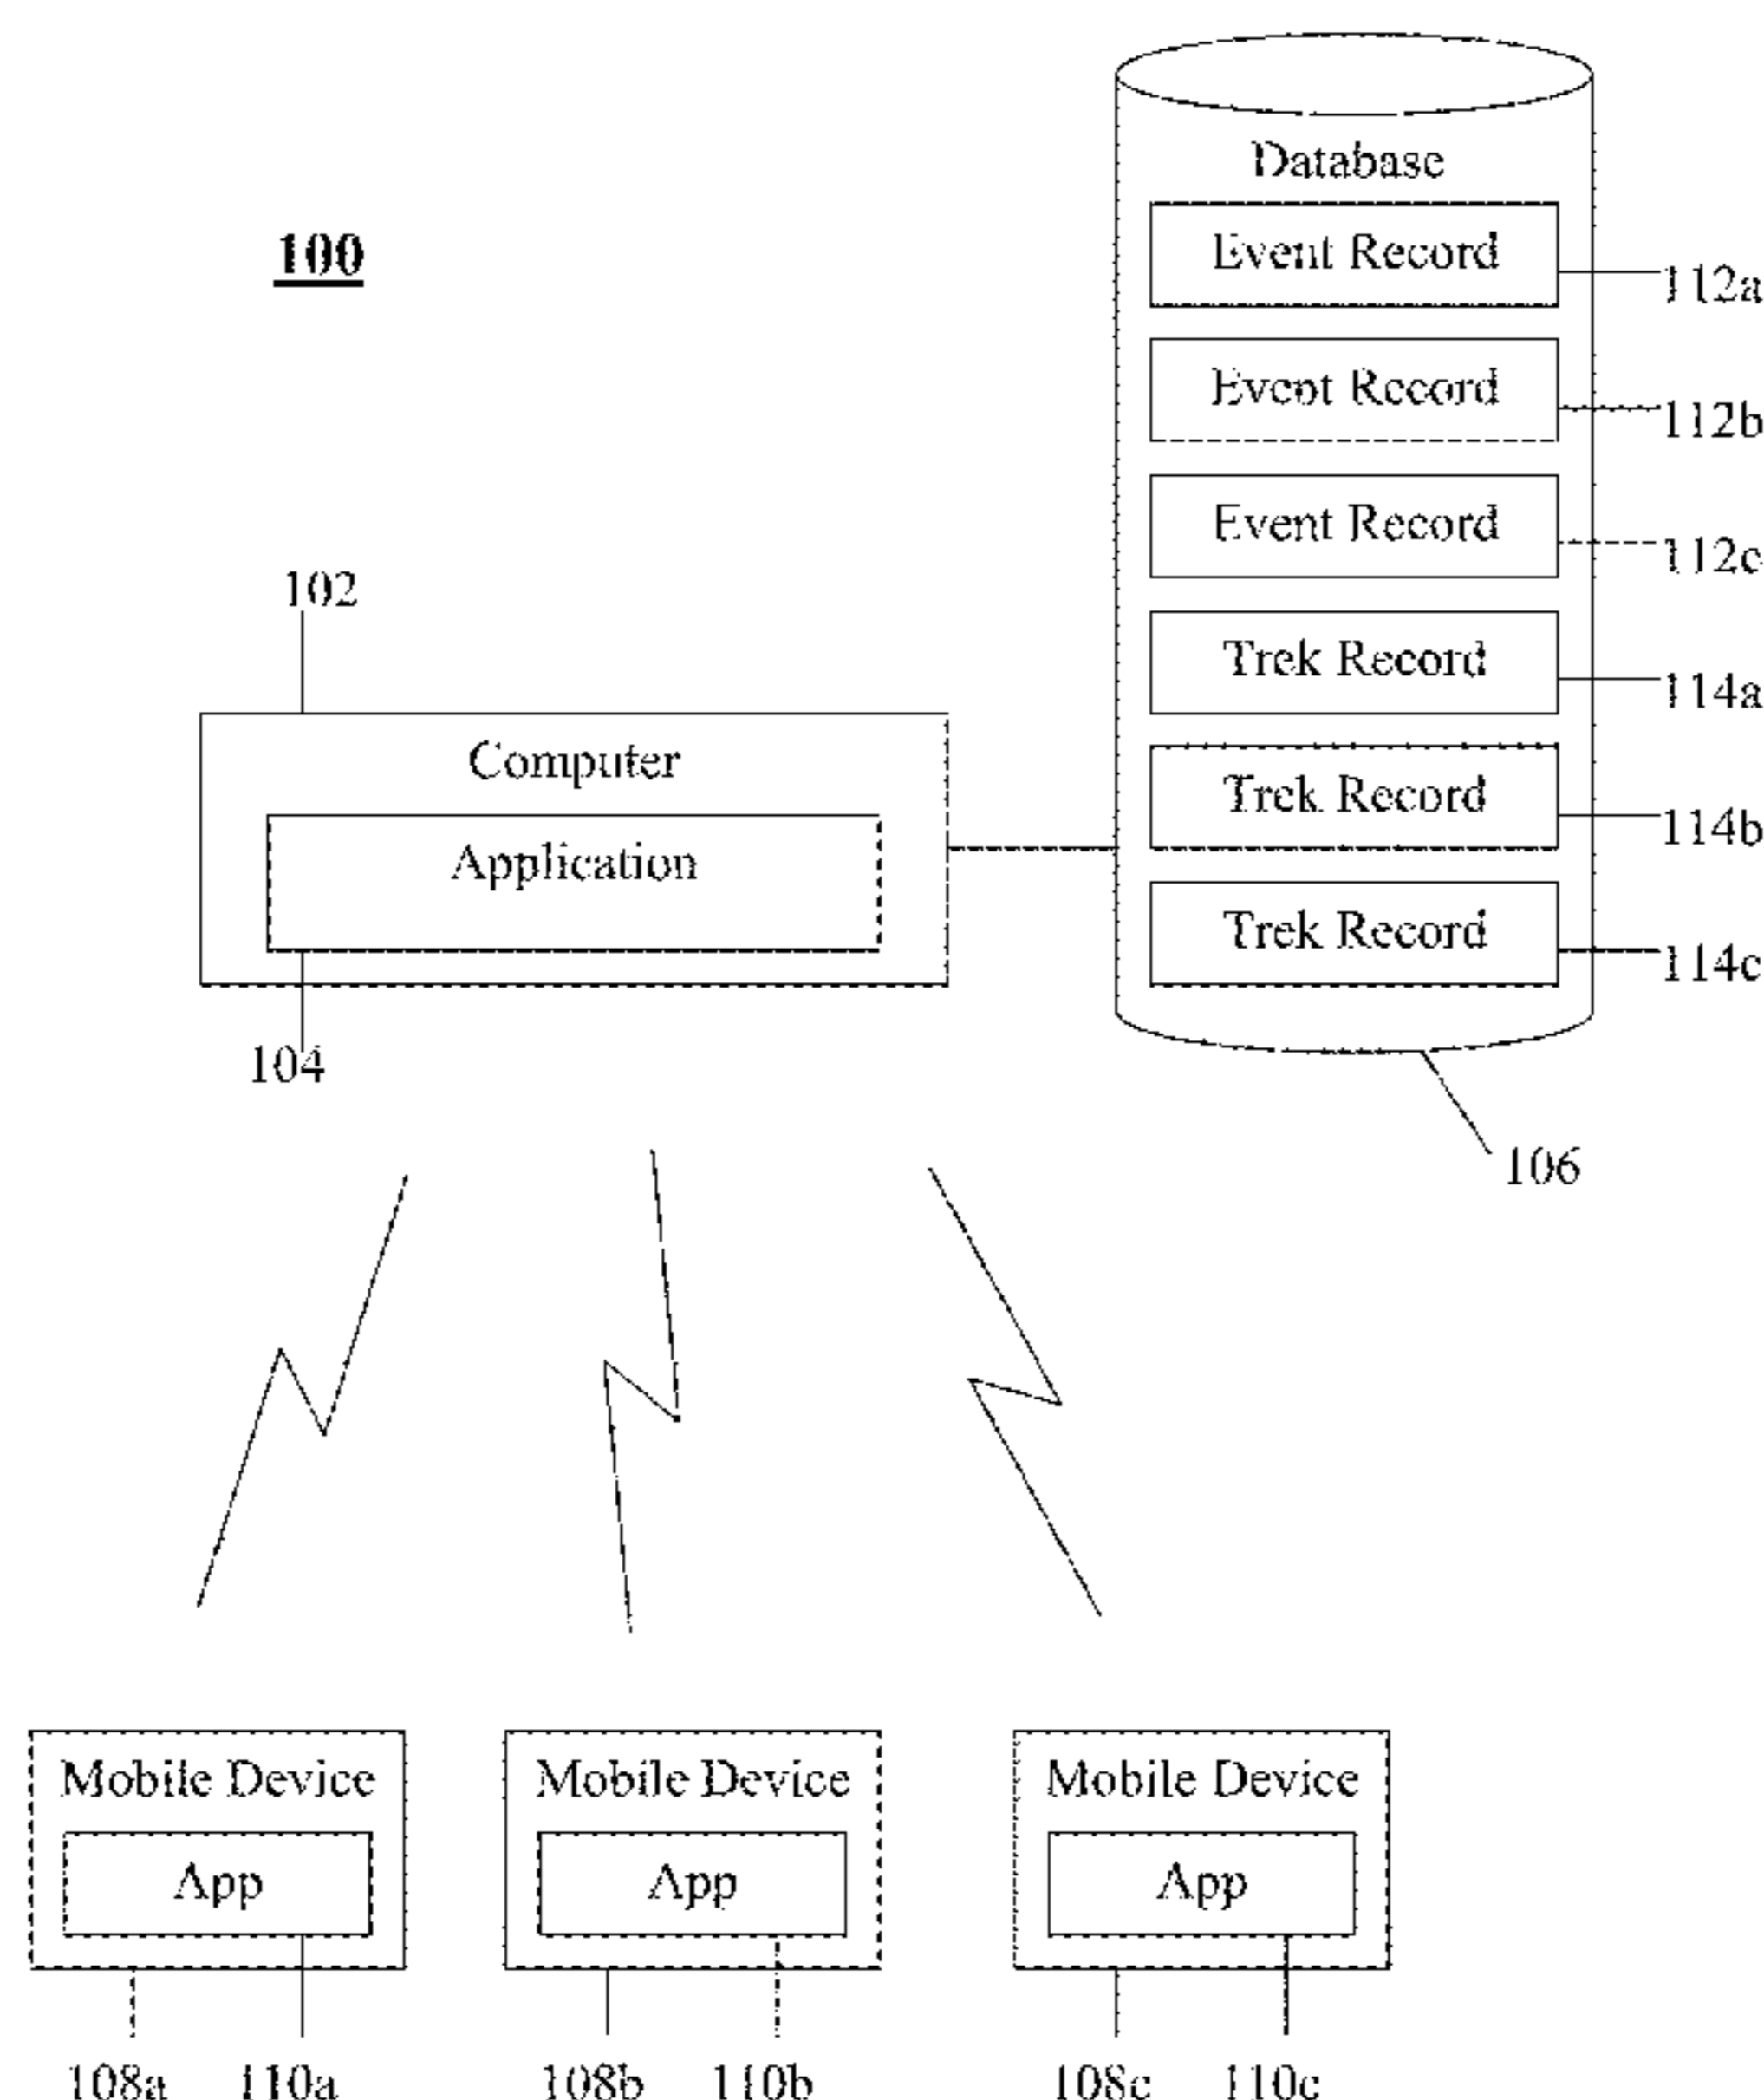 Database
100
Event Record
112a
Event Record
112b
Event Record
112c
102
Trek Record
114a
Computer
Trek Record
114b
Application
Trek Record
114c
104
106
Mobile Device
Mobile Device
Mobile Device
App
App
App
108a
110a
108b
110b
108c
110c